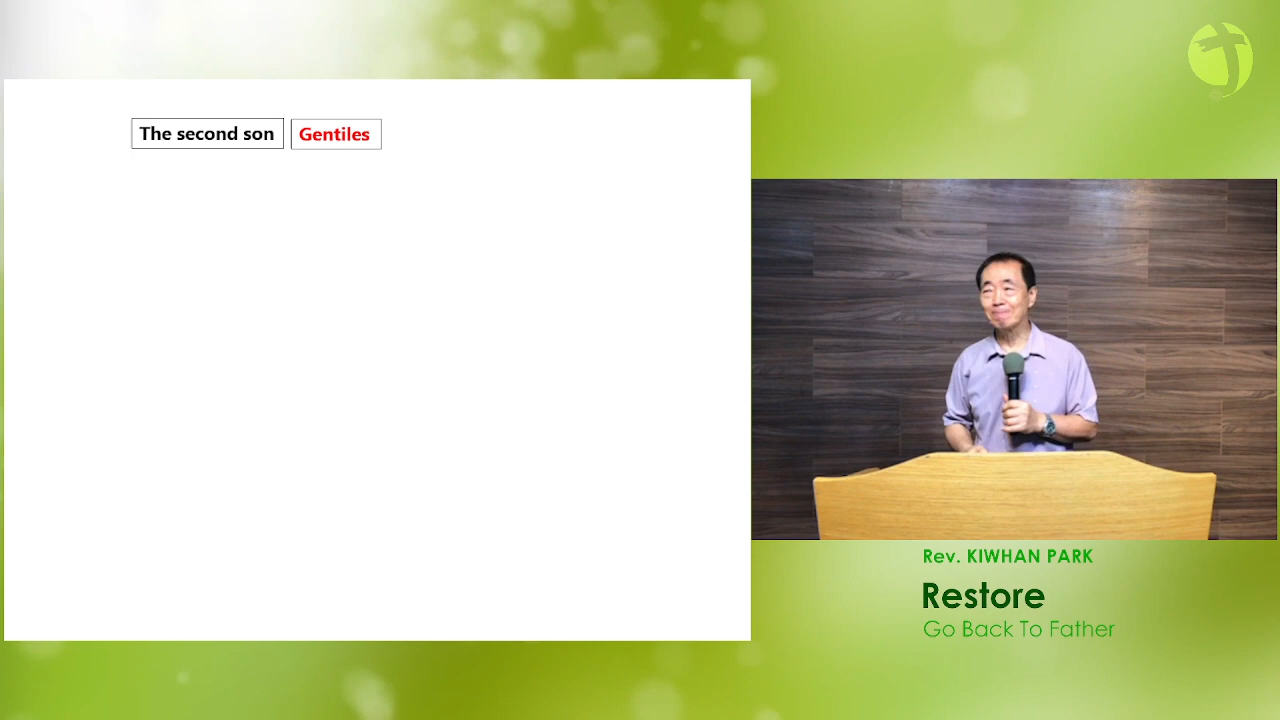 The second son Gentiles
Rev. KIWHAN PARK
Restore
Go Back To Father